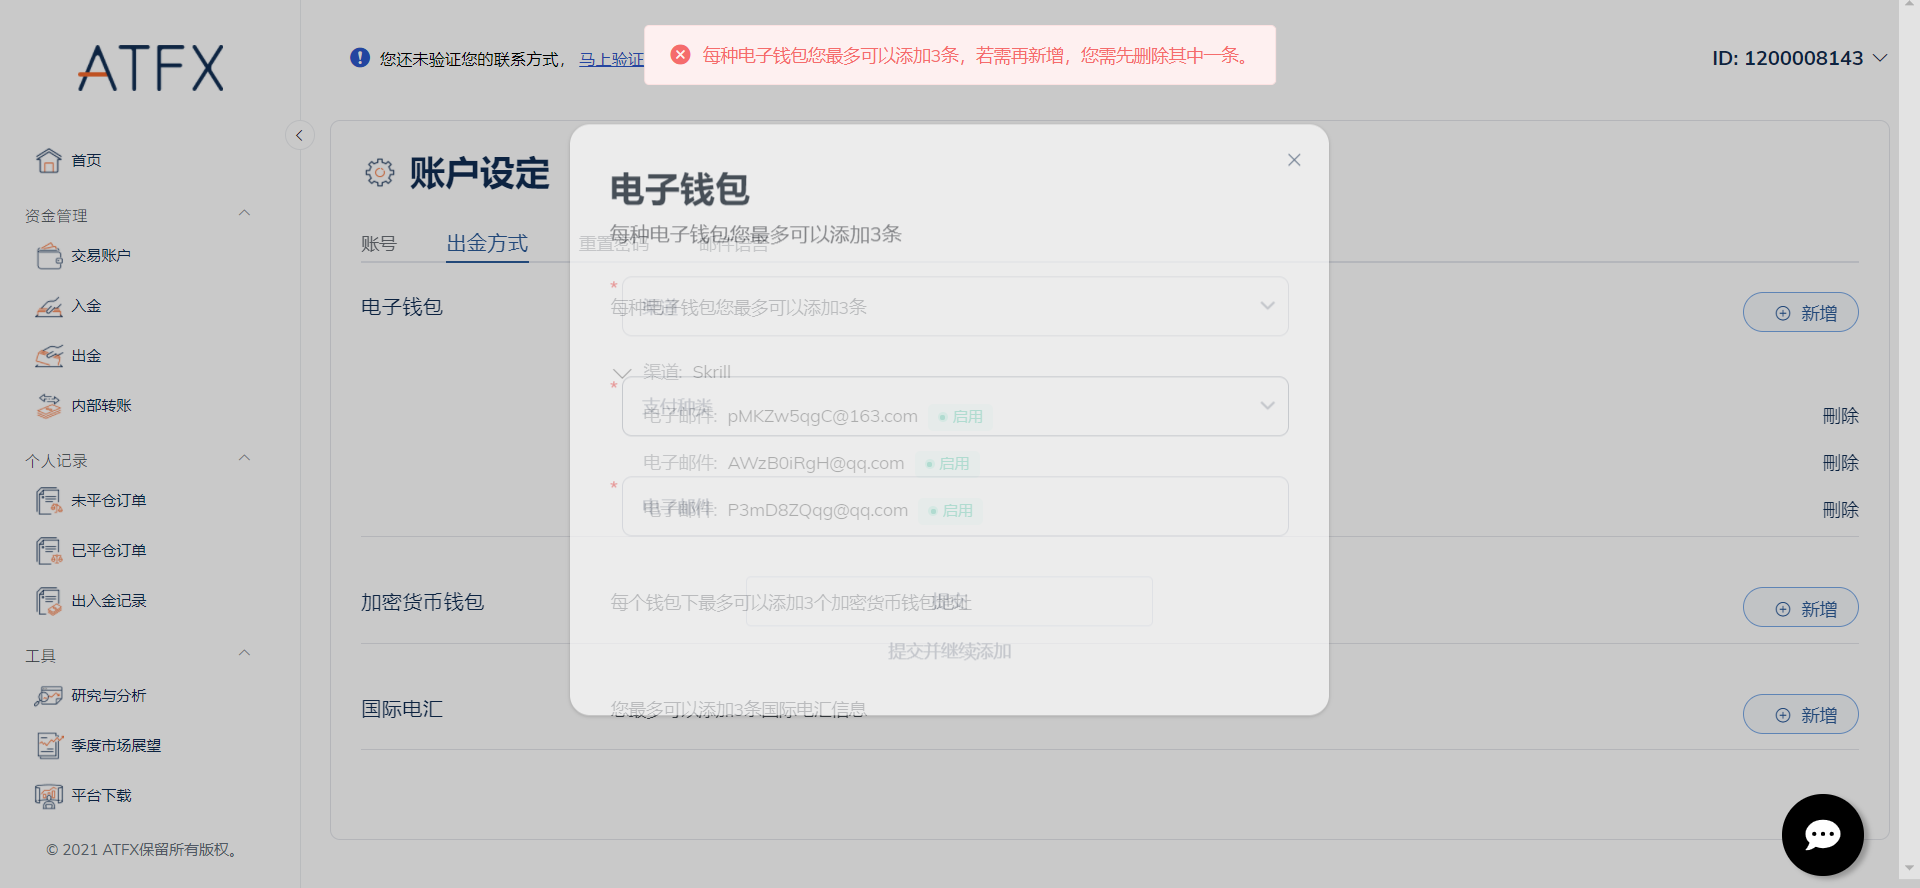 ATFX
首页
资金管理
交易账户
入金
出金
内部转账
个人记录
未平仓订单
已平仓订单
出入金记录
工具
研究与分析
季度市场展望
平台下载
© 2021 ATFX保留所有版权。
您还未验证您的联系方式， 马上验证
每种电子钱包您最多可以添加3条，若需再新增，您需先删除其中一条。
ID: 1200008143
账户设定
账号 出金方式 重置密码 邮件语言
电子钱包 每种电子钱包您最多可以添加3条 新增
渠道: Skrill
电子邮件: pMKZw5qgC@163.com 启用 刪除
电子邮件: AWzB0iRgH@qq.com 启用 刪除
电子邮件: P3mD8ZQqg@qq.com 启用 刪除
加密货币钱包 每个钱包下最多可以添加3个加密货币钱包地址 新增
国际电汇 您最多可以添加3条国际电汇信息 新增
电子钱包
每种电子钱包您最多可以添加3条
* 渠道
* 支付种类
* 电子邮件
提交
提交并继续添加